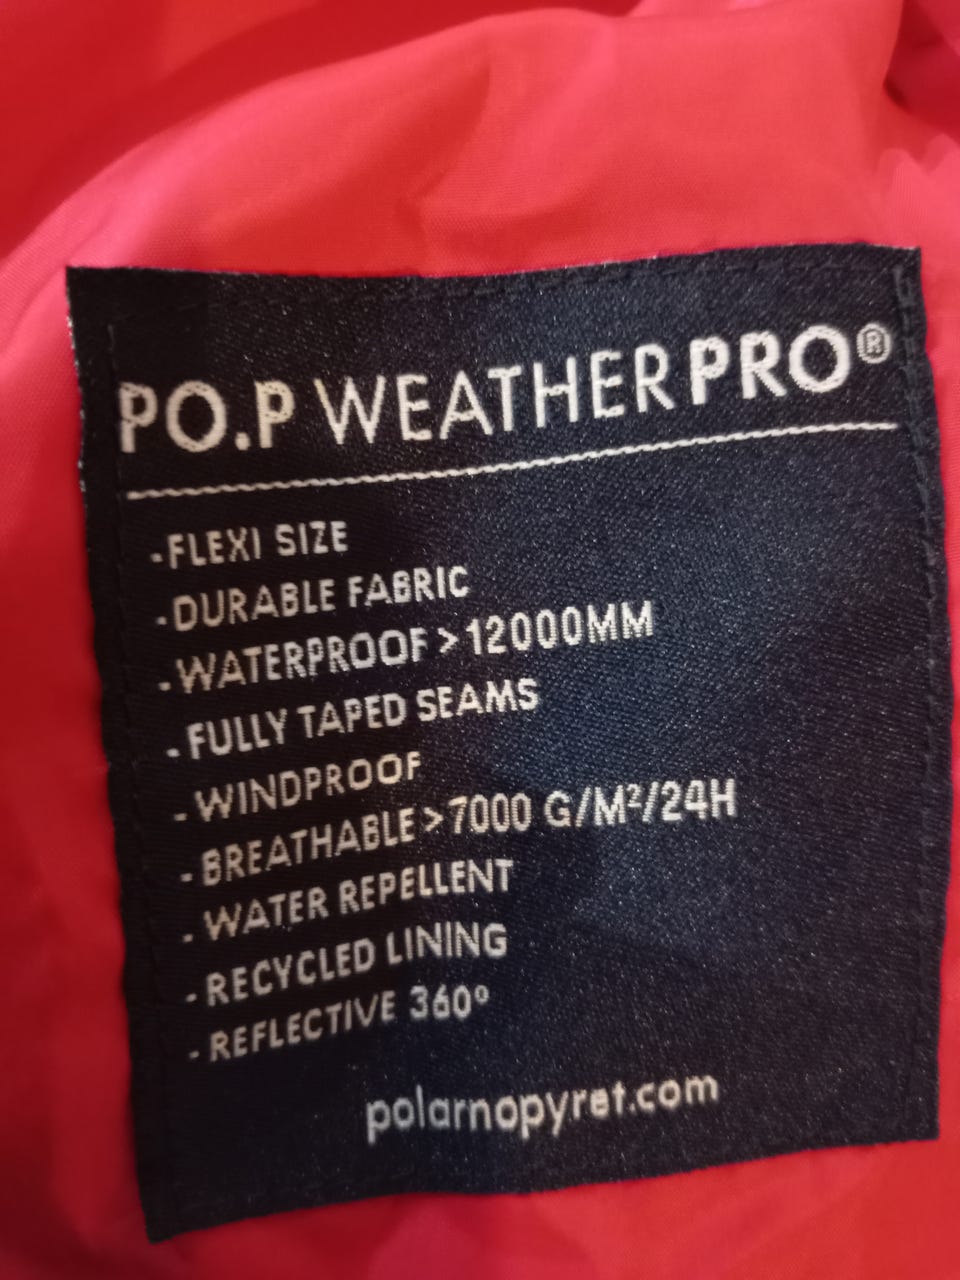 PO.P WEATHERPRO®
-FLEXI SIZE
-DURABLE FABRIC
-WATERPROOF>12000MM
-FULLY TAPED SEAMS
-WINDPROOF
-BREATHABLE>7000 G/M²/24H
-WATER REPELLENT
-RECYCLED LINING
-REFLECTIVE 360°
polarnopyret.com